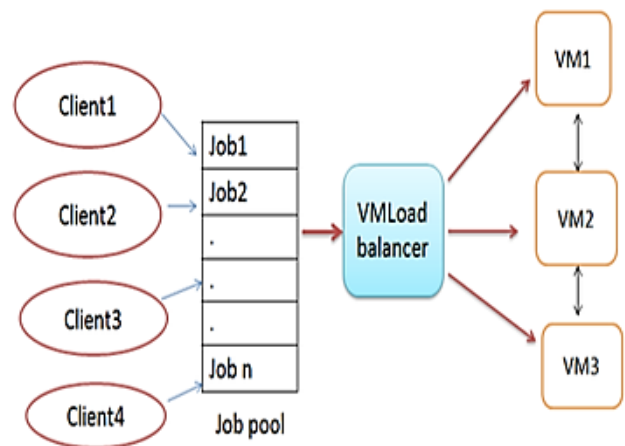 Client1
Client2
Client3
Client4
Job1
Job2
.
.
.
Job n
Job pool
VMLoad
balancer
VM1
VM2
VM3